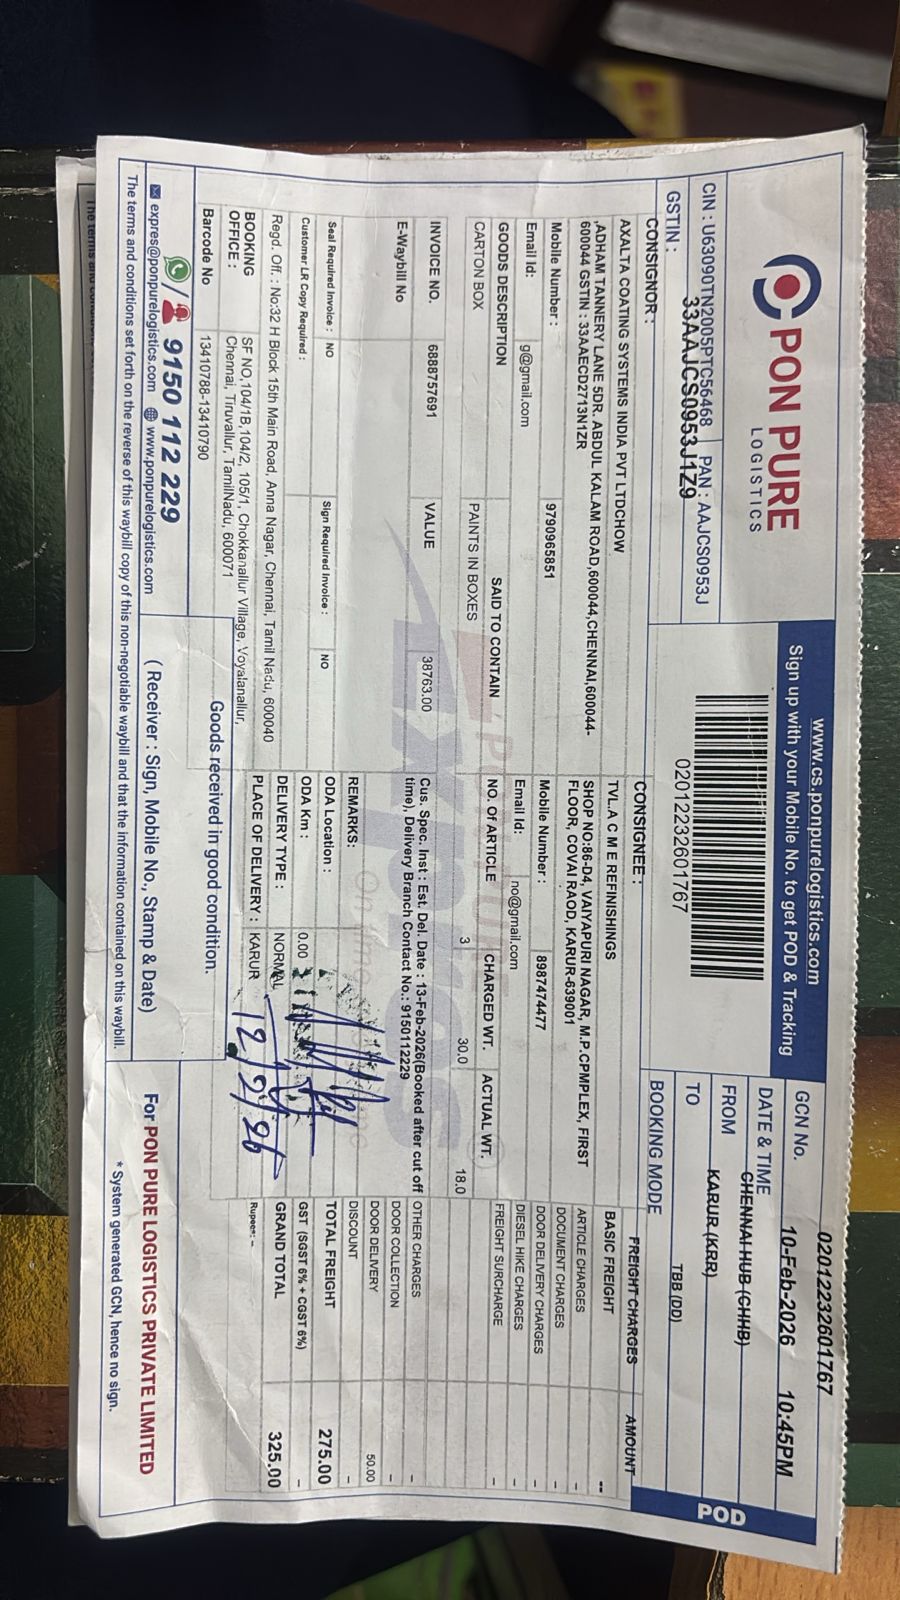 PON PURE
LOGISTICS
CIN : U63090TN2005PTC56468 PAN : AAJCS0953J
GSTIN : 33AAJCS0953J1Z9
www.cs.ponpurelogistics.com
Sign up with your Mobile No. to get POD & Tracking
02012232601767
GCN No. 02012232601767
DATE & TIME 10-Feb-2026 10:45PM
FROM CHENNAI HUB (CHHB)
TO KARUR (KRR)
BOOKING MODE TBB (DD)
POD
CONSIGNOR :
AXALTA COATING SYSTEMS INDIA PVT LTDCHOW
,ADHAM TANNERY LANE 5DR. ABDUL KALAM ROAD,600044,CHENNAI,600044-
600044 GSTIN : 33AAECD2713N1ZR
Mobile Number : 9790965851
Email Id: g@gmail.com
CONSIGNEE :
TVL.A C M E REFINISHINGS
SHOP NO:86-D4, VAIYAPURI NAGAR, M.P.CPMPLEX, FIRST
FLOOR, COVAI RAOD, KARUR-639001
Mobile Number : 8987474477
Email Id: no@gmail.com
GOODS DESCRIPTION SAID TO CONTAIN NO. OF ARTICLE CHARGED WT. ACTUAL WT.
CARTON BOX PAINTS IN BOXES 3 30.0 18.0
INVOICE NO. 6888757691 VALUE 38763.00
E-Waybill No
Cus. Spec. Inst : Est. Del. Date : 13-Feb-2026(Booked after cut off
time), Delivery Branch Contact No.: 9150112229
REMARKS:
Seal Required Invoice : NO Sign Required Invoice : NO
Customer LR Copy Required :
ODA Location :
ODA Km : 0.00
DELIVERY TYPE : NORMAL
PLACE OF DELIVERY : KARUR
12/2/26
Regd. Off. : No:32 H Block 15th Main Road, Anna Nagar, Chennai, Tamil Nadu, 600040
BOOKING OFFICE : SF NO,104/1B,104/2, 105/1, Chokkanallur Village, Voyalanallur,
Chennai, Tiruvallur, TamilNadu, 600071
Barcode No 13410788-13410790
FREIGHT CHARGES AMOUNT
BASIC FREIGHT --
ARTICLE CHARGES -
DOCUMENT CHARGES -
DOOR DELIVERY CHARGES -
DIESEL HIKE CHARGES -
FREIGHT SURCHARGE -
OTHER CHARGES -
DOOR COLLECTION -
DOOR DELIVERY 50.00
DISCOUNT -
TOTAL FREIGHT 275.00
GST (SGST 6% + CGST 6%) -
GRAND TOTAL 325.00
Rupees: --
9150 112 229
expres@ponpurelogistics.com www.ponpurelogistics.com
Goods received in good condition.
( Receiver : Sign, Mobile No., Stamp & Date)
For PON PURE LOGISTICS PRIVATE LIMITED
* System generated GCN, hence no sign.
The terms and conditions set forth on the reverse of this waybill copy of this non-negotiable waybill and that the information contained on this waybill.